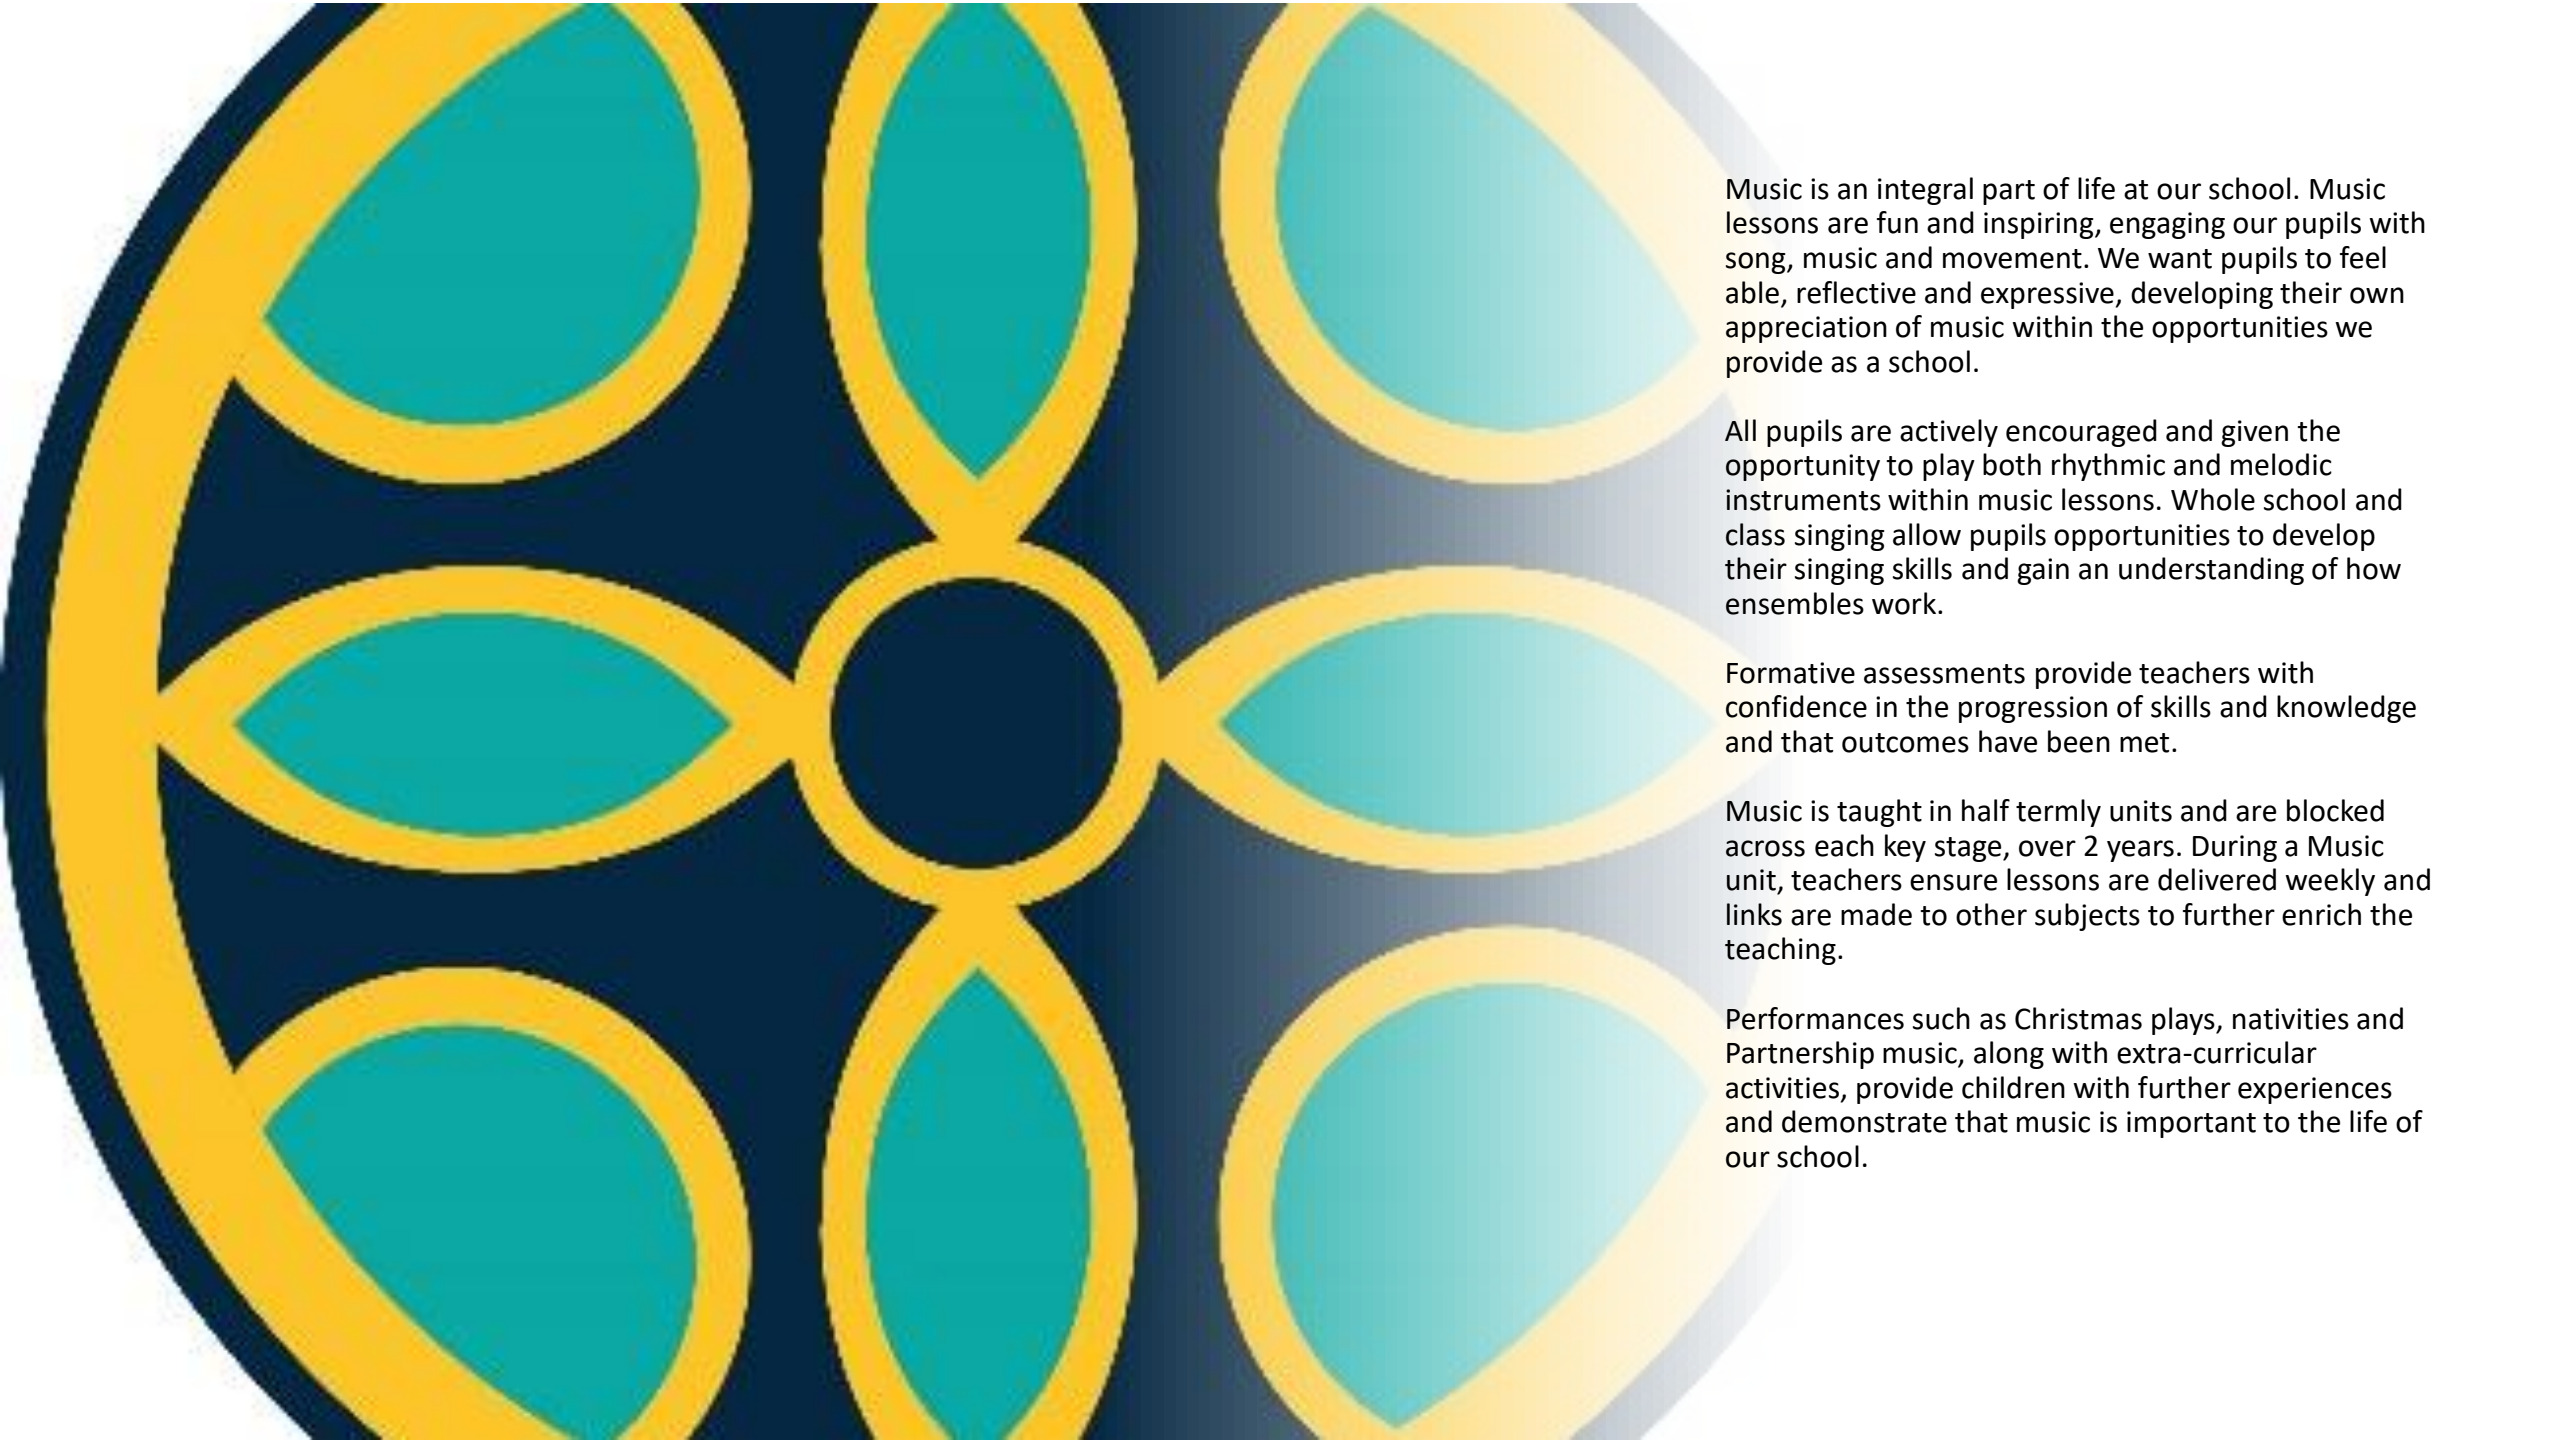 Music is an integral part of life at our school. Music
lessons are fun and inspiring, engaging our pupils with
song, music and movement. We want pupils to feel
able, reflective and expressive, developing their own
appreciation of music within the opportunities we
provide as a school.
All pupils are actively encouraged and given the
opportunity to play both rhythmic and melodic
instruments within music lessons. Whole school and
class singing allow pupils opportunities to develop
their singing skills and gain an understanding of how
ensembles work.
Formative assessments provide teachers with
confidence in the progression of skills and knowledge
and that outcomes have been met.
Music is taught in half termly units and are blocked
across each key stage, over 2 years. During a Music
unit, teachers ensure lessons are delivered weekly and
links are made to other subjects to further enrich the
teaching.
Performances such as Christmas plays, nativities and
Partnership music, along with extra-curricular
activities, provide children with further experiences
and demonstrate that music is important to the life of
our school.